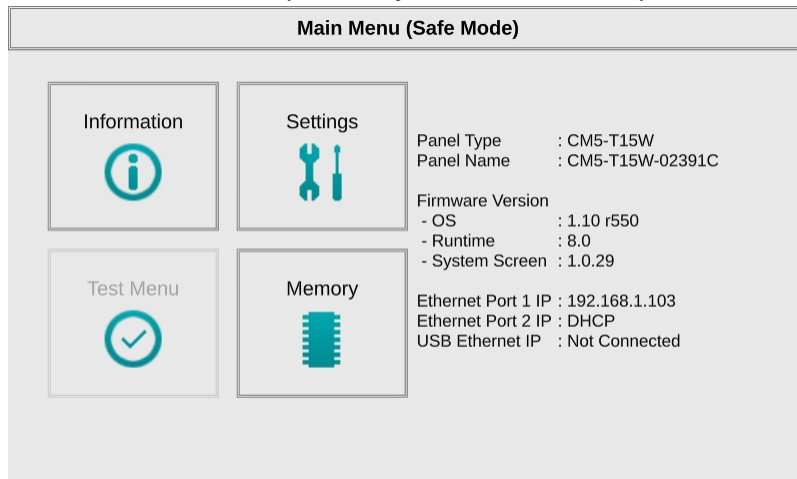 Main Menu (Safe Mode)
Information
Settings
Test Menu
Memory
Panel Type : CM5-T15W
Panel Name : CM5-T15W-02391C
Firmware Version
- OS : 1.10 r550
- Runtime : 8.0
- System Screen : 1.0.29
Ethernet Port 1 IP : 192.168.1.103
Ethernet Port 2 IP : DHCP
USB Ethernet IP : Not Connected